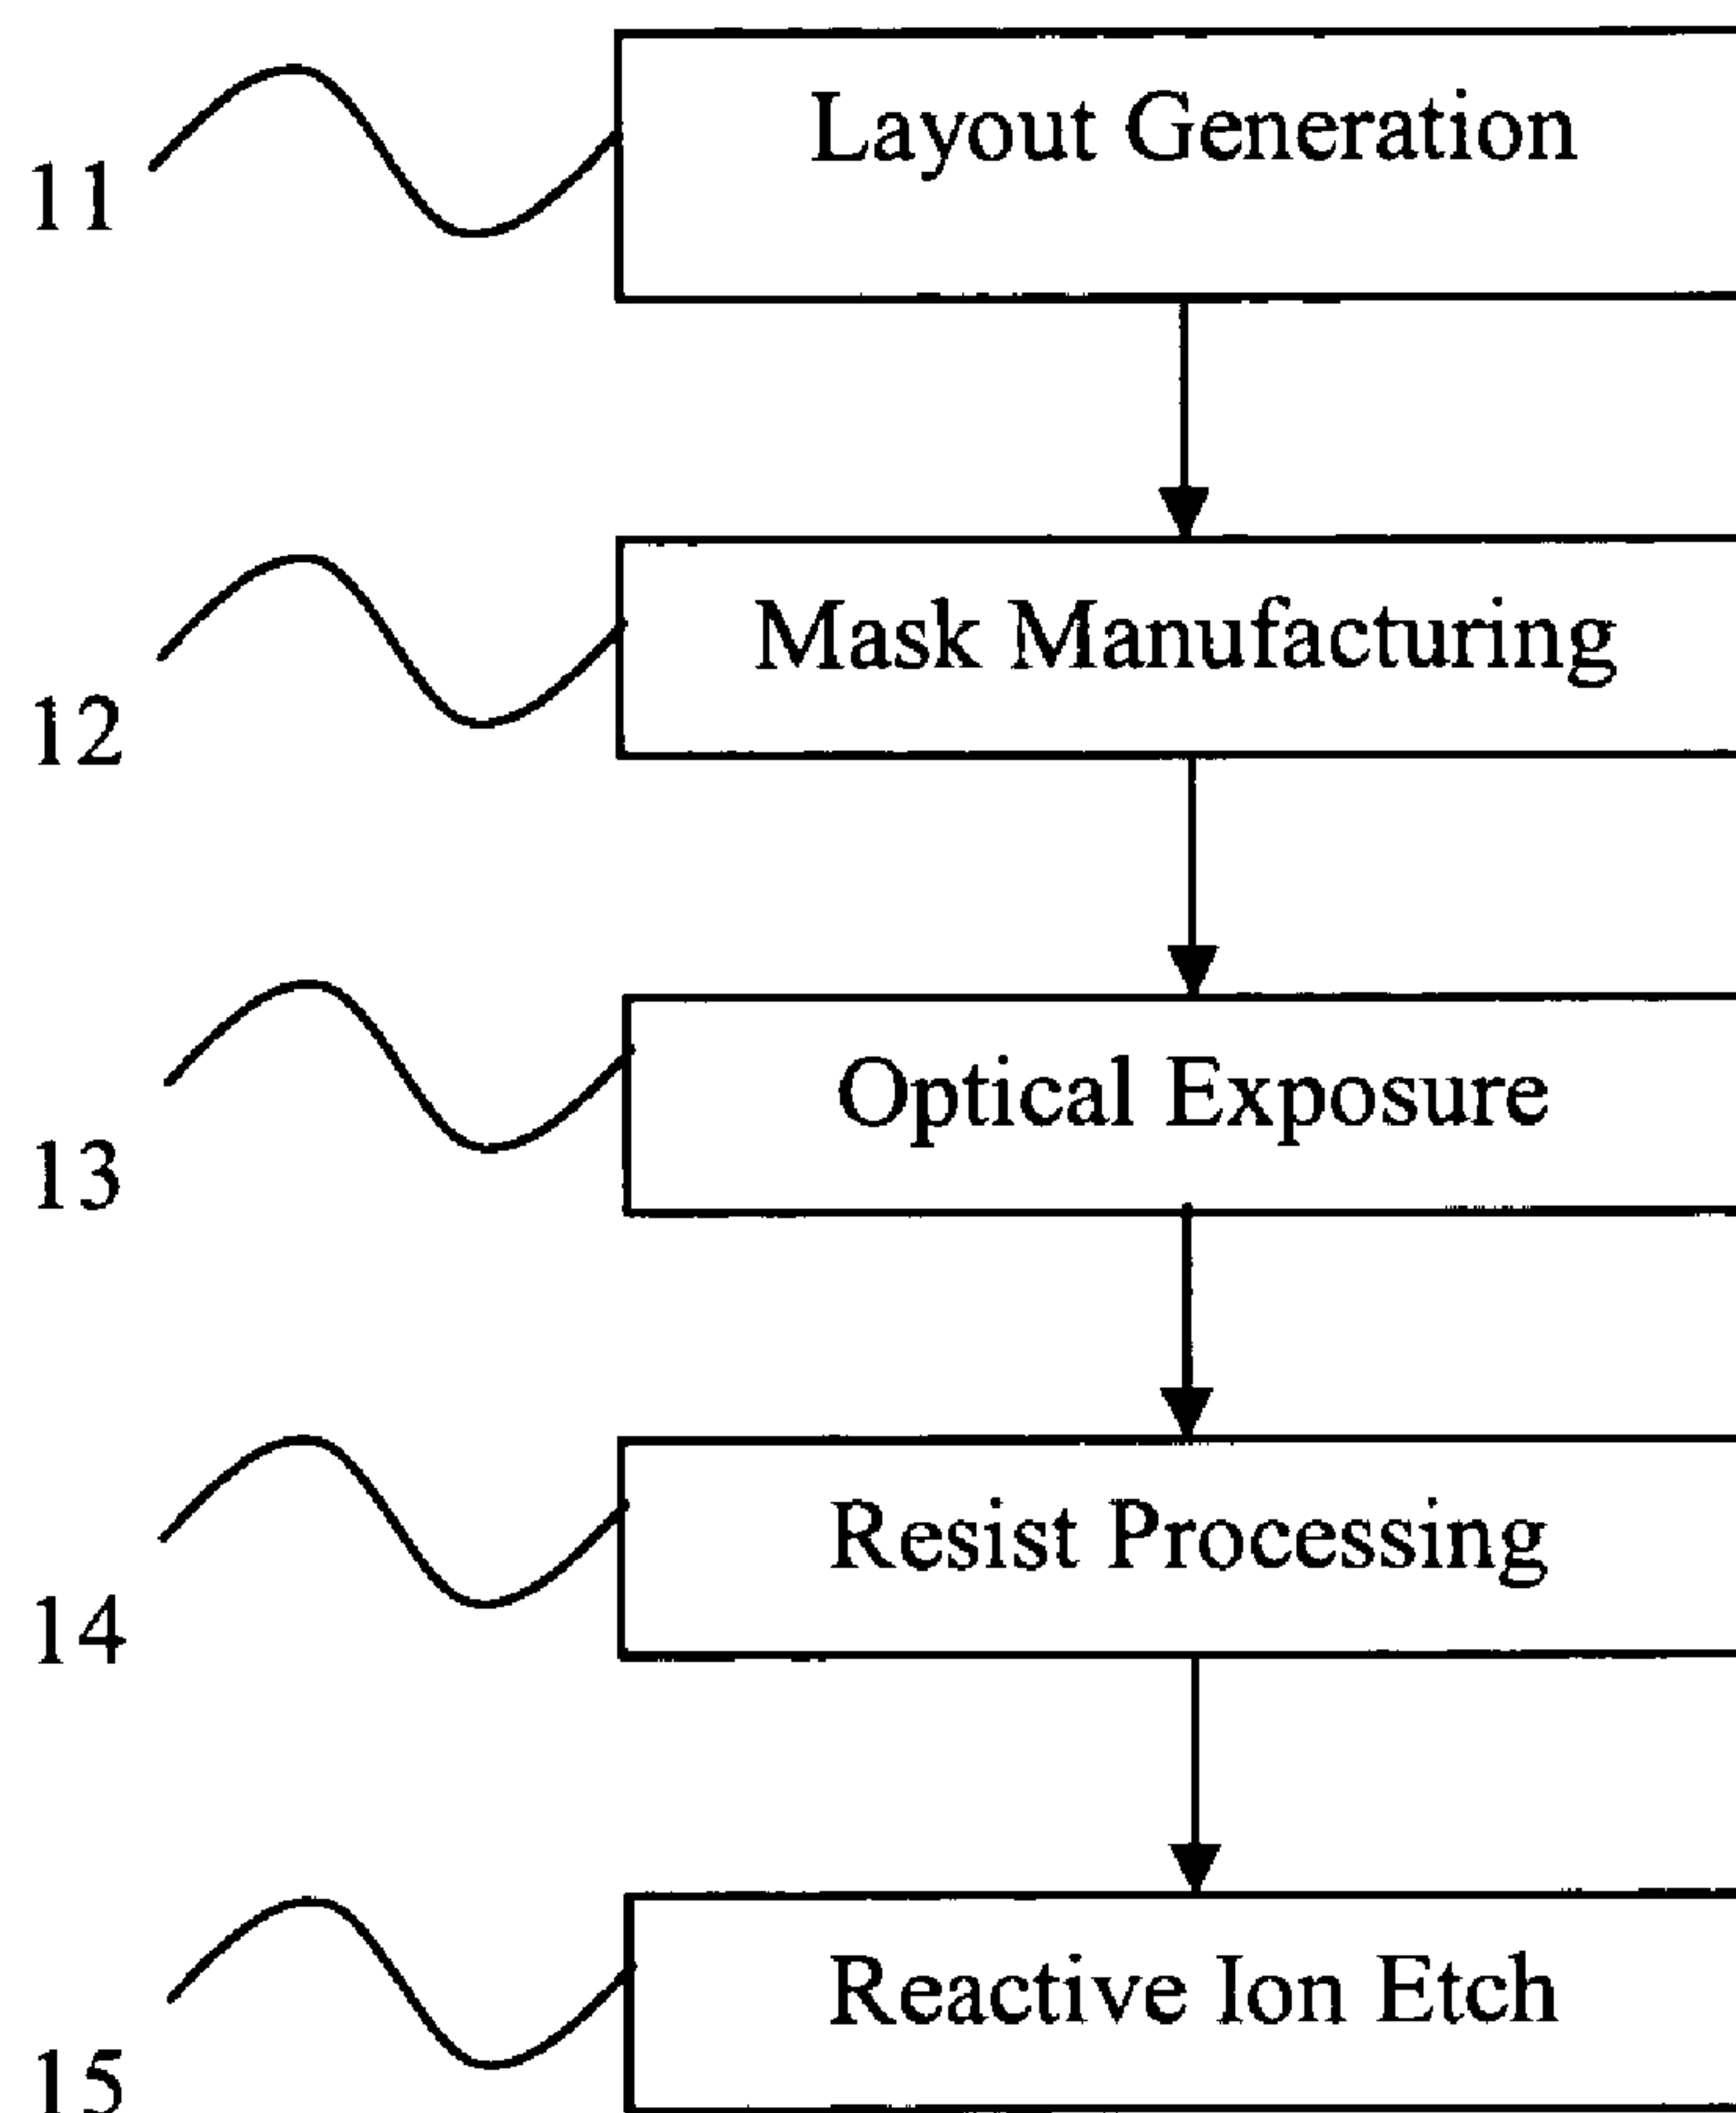 Layout Generation
11
Mask Manufacturing
12
Optical Exposure
13
Resist Processing
14
Reactive Ion Etch
15